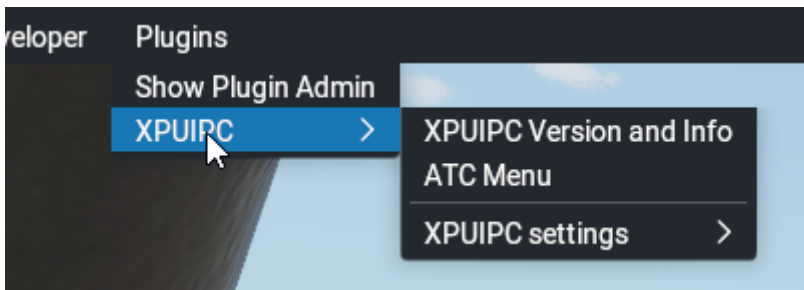 veloper Plugins
Show Plugin Admin
XPUIPC >
XPUIPC Version and Info
ATC Menu
XPUIPC settings >